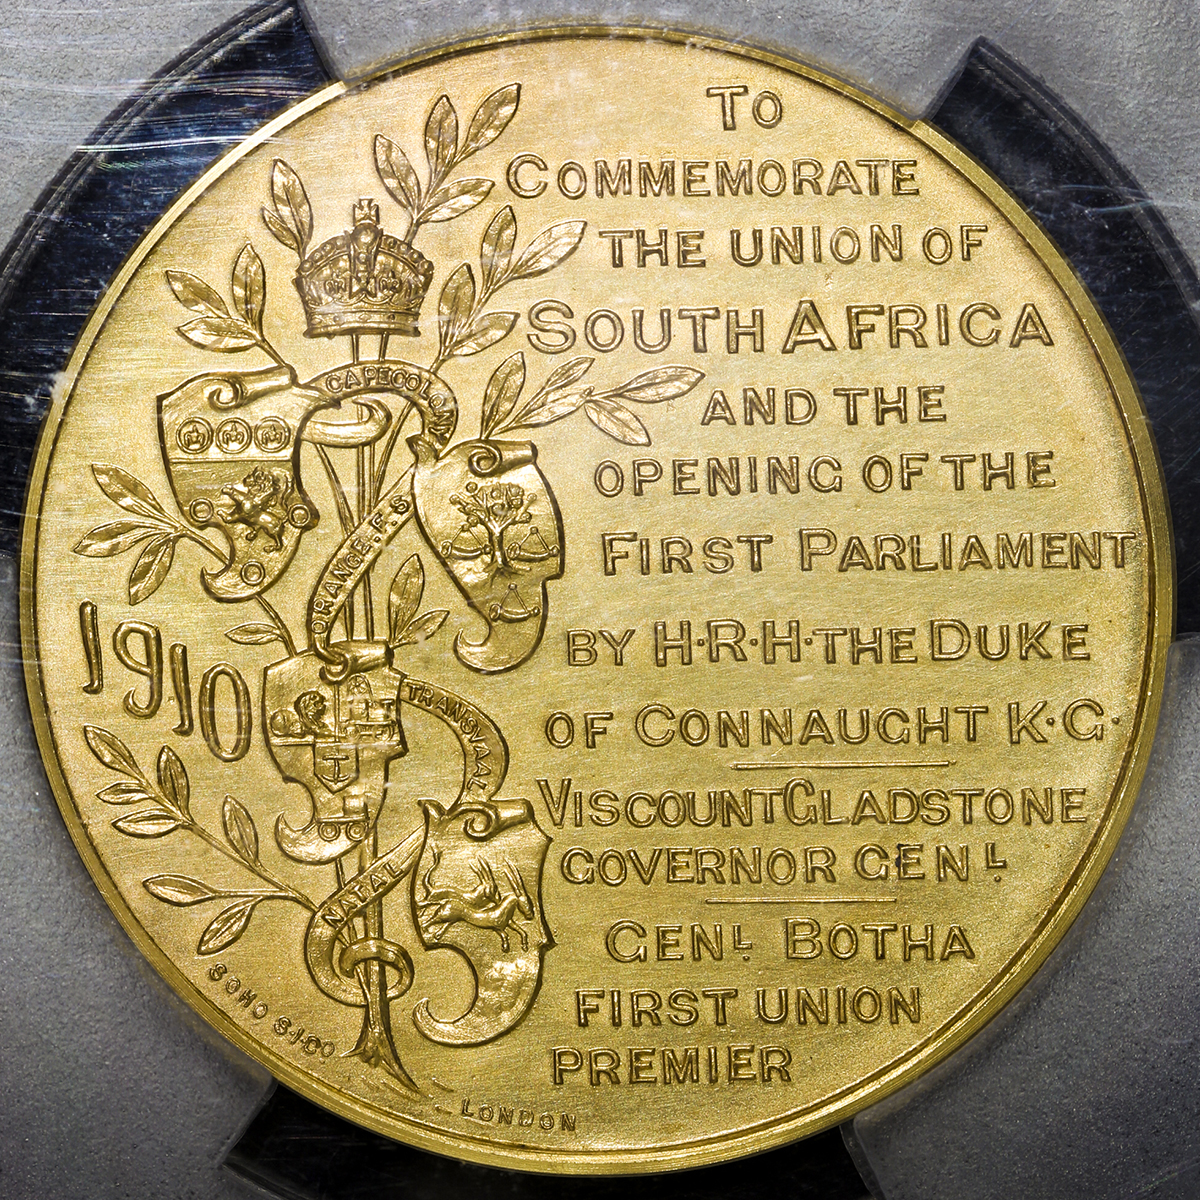 TO
COMMEMORATE
THE UNION OF
SOUTH AFRICA
AND THE
OPENING OF THE
FIRST PARLIAMENT
BY H·R·H·THE DUKE
OF CONNAUGHT K·G·
VISCOUNT GLADSTONE
GOVERNOR GENL
GENL BOTHA
FIRST UNION
PREMIER
CAPE COLONY
ORANGE.F.S
TRANSVAAL
NATAL
1910
SOHO S·I·CO
LONDON